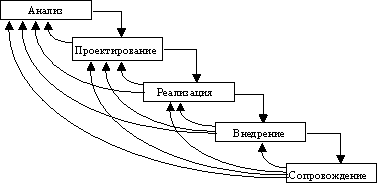 Анализ
Проектирование
Реализация
Внедрение
Сопровождение